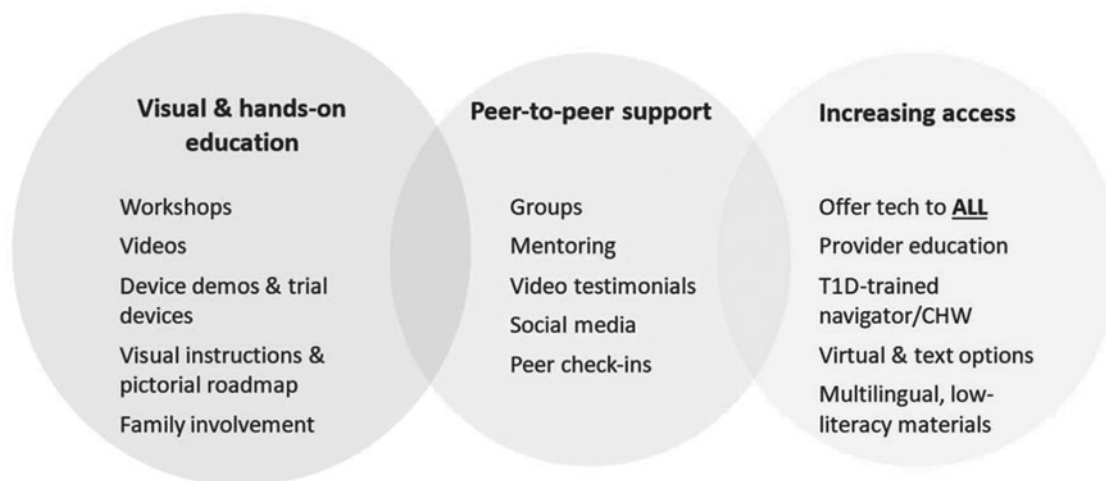 Visual & hands-on
education
Workshops
Videos
Device demos & trial
devices
Visual instructions &
pictorial roadmap
Family involvement
Peer-to-peer support
Groups
Mentoring
Video testimonials
Social media
Peer check-ins
Increasing access
Offer tech to ALL
Provider education
T1D-trained
navigator/CHW
Virtual & text options
Multilingual, low-
literacy materials